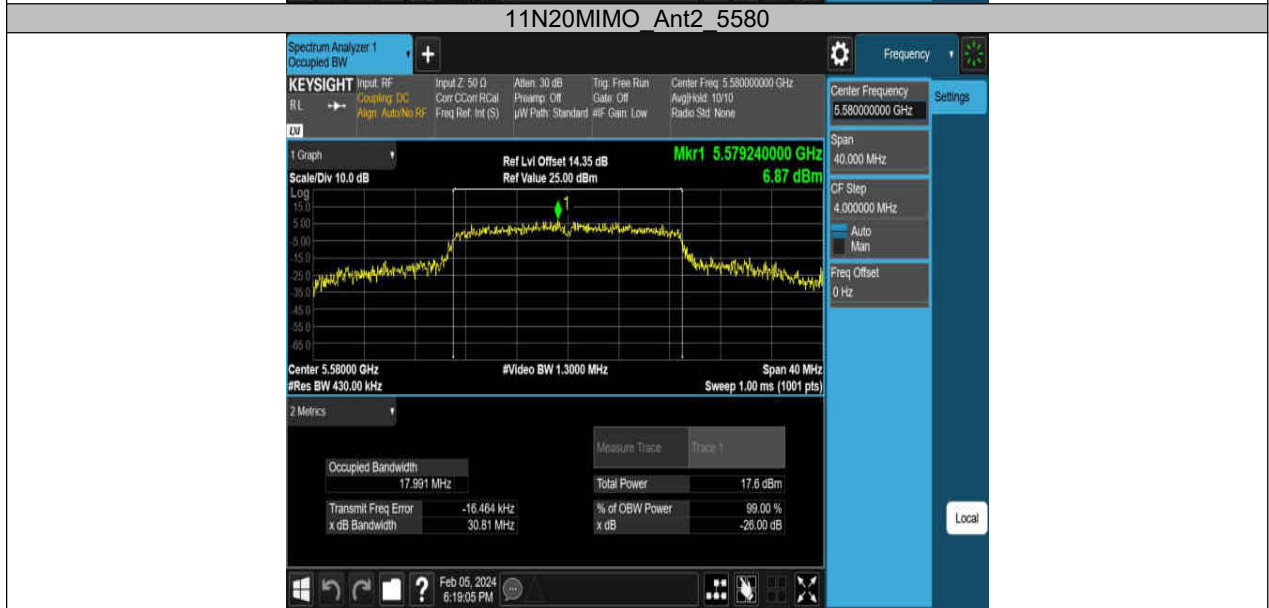 11N20MIMO_Ant2_5580
Spectrum Analyzer 1
Occupied BW
Frequency
KEYSIGHT
RL
LXI
Input: RF
Coupling: DC
Align: Auto/No RF
Input Z: 50 Ω
Corr CCorr RCal
Freq Ref: Int (S)
Atten: 30 dB
Preamp: Off
µW Path: Standard
Trig: Free Run
Gate: Off
#IF Gain: Low
Center Freq: 5.580000000 GHz
Avg|Hold: 10/10
Radio Std: None
Center Frequency
5.580000000 GHz
Settings
Span
40.000 MHz
CF Step
4.000000 MHz
Auto
Man
Freq Offset
0 Hz
Local
1 Graph
Scale/Div 10.0 dB
Ref Lvl Offset 14.35 dB
Ref Value 25.00 dBm
Mkr1 5.579240000 GHz
6.87 dBm
Log
15.0
5.00
-5.00
-15.0
-25.0
-35.0
-45.0
-55.0
-65.0
1
Center 5.58000 GHz
#Res BW 430.00 kHz
#Video BW 1.3000 MHz
Span 40 MHz
Sweep 1.00 ms (1001 pts)
2 Metrics
Measure Trace Trace 1
Occupied Bandwidth
17.991 MHz
Total Power 17.6 dBm
Transmit Freq Error -16.464 kHz
% of OBW Power 99.00 %
x dB Bandwidth 30.81 MHz
x dB -26.00 dB
?
Feb 05, 2024
6:19:05 PM